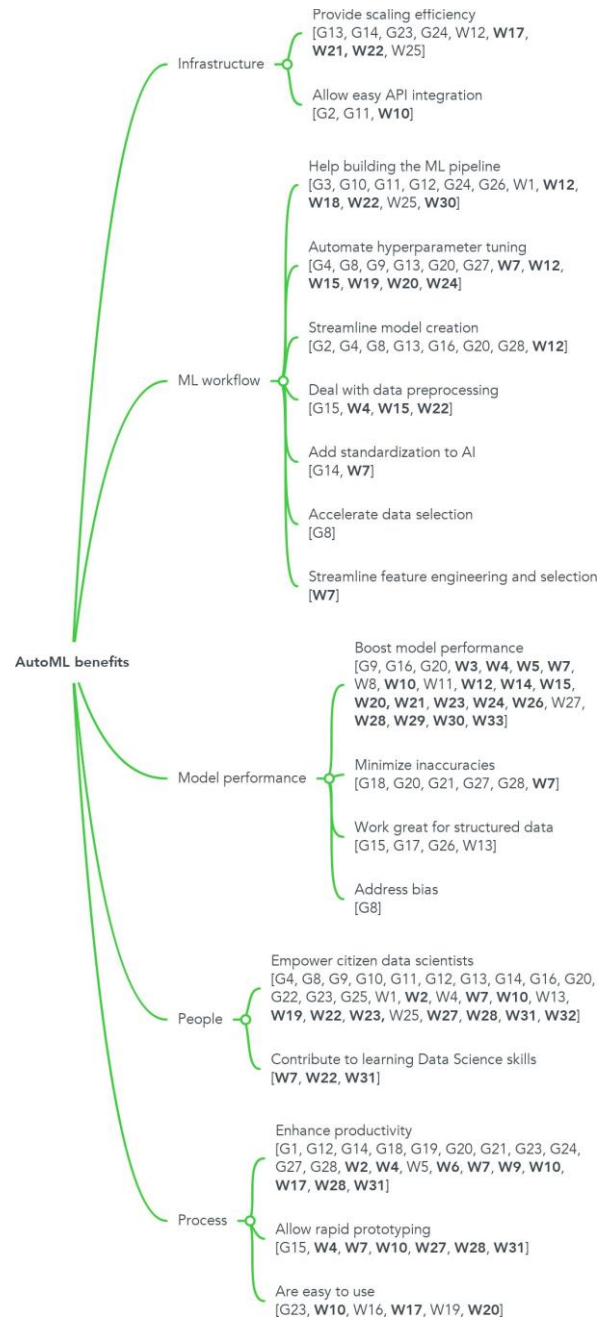 Provide scaling efficiency
[G13, G14, G23, G24, W12, W17,
W21, W22, W25]
Infrastructure
Allow easy API integration
[G2, G11, W10]
Help building the ML pipeline
[G3, G10, G11, G12, G24, G26, W1, W12,
W18, W22, W25, W30]
Automate hyperparameter tuning
[G4, G8, G9, G13, G20, G27, W7, W12,
W15, W19, W20, W24]
Streamline model creation
[G2, G4, G8, G13, G16, G20, G28, W12]
ML workflow
Deal with data preprocessing
[G15, W4, W15, W22]
Add standardization to AI
[G14, W7]
Accelerate data selection
[G8]
Streamline feature engineering and selection
[W7]
AutoML benefits
Boost model performance
[G9, G16, G20, W3, W4, W5, W7,
W8, W10, W11, W12, W14, W15,
W20, W21, W23, W24, W26, W27,
W28, W29, W30, W33]
Model performance
Minimize inaccuracies
[G18, G20, G21, G27, G28, W7]
Work great for structured data
[G15, G17, G26, W13]
Address bias
[G8]
Empower citizen data scientists
[G4, G8, G9, G10, G11, G12, G13, G14, G16, G20,
G22, G23, G25, W1, W2, W4, W7, W10, W13,
W19, W22, W23, W25, W27, W28, W31, W32]
People
Contribute to learning Data Science skills
[W7, W22, W31]
Enhance productivity
[G1, G12, G14, G18, G19, G20, G21, G23, G24,
G27, G28, W2, W4, W5, W6, W7, W9, W10,
W17, W28, W31]
Process
Allow rapid prototyping
[G15, W4, W7, W10, W27, W28, W31]
Are easy to use
[G23, W10, W16, W17, W19, W20]